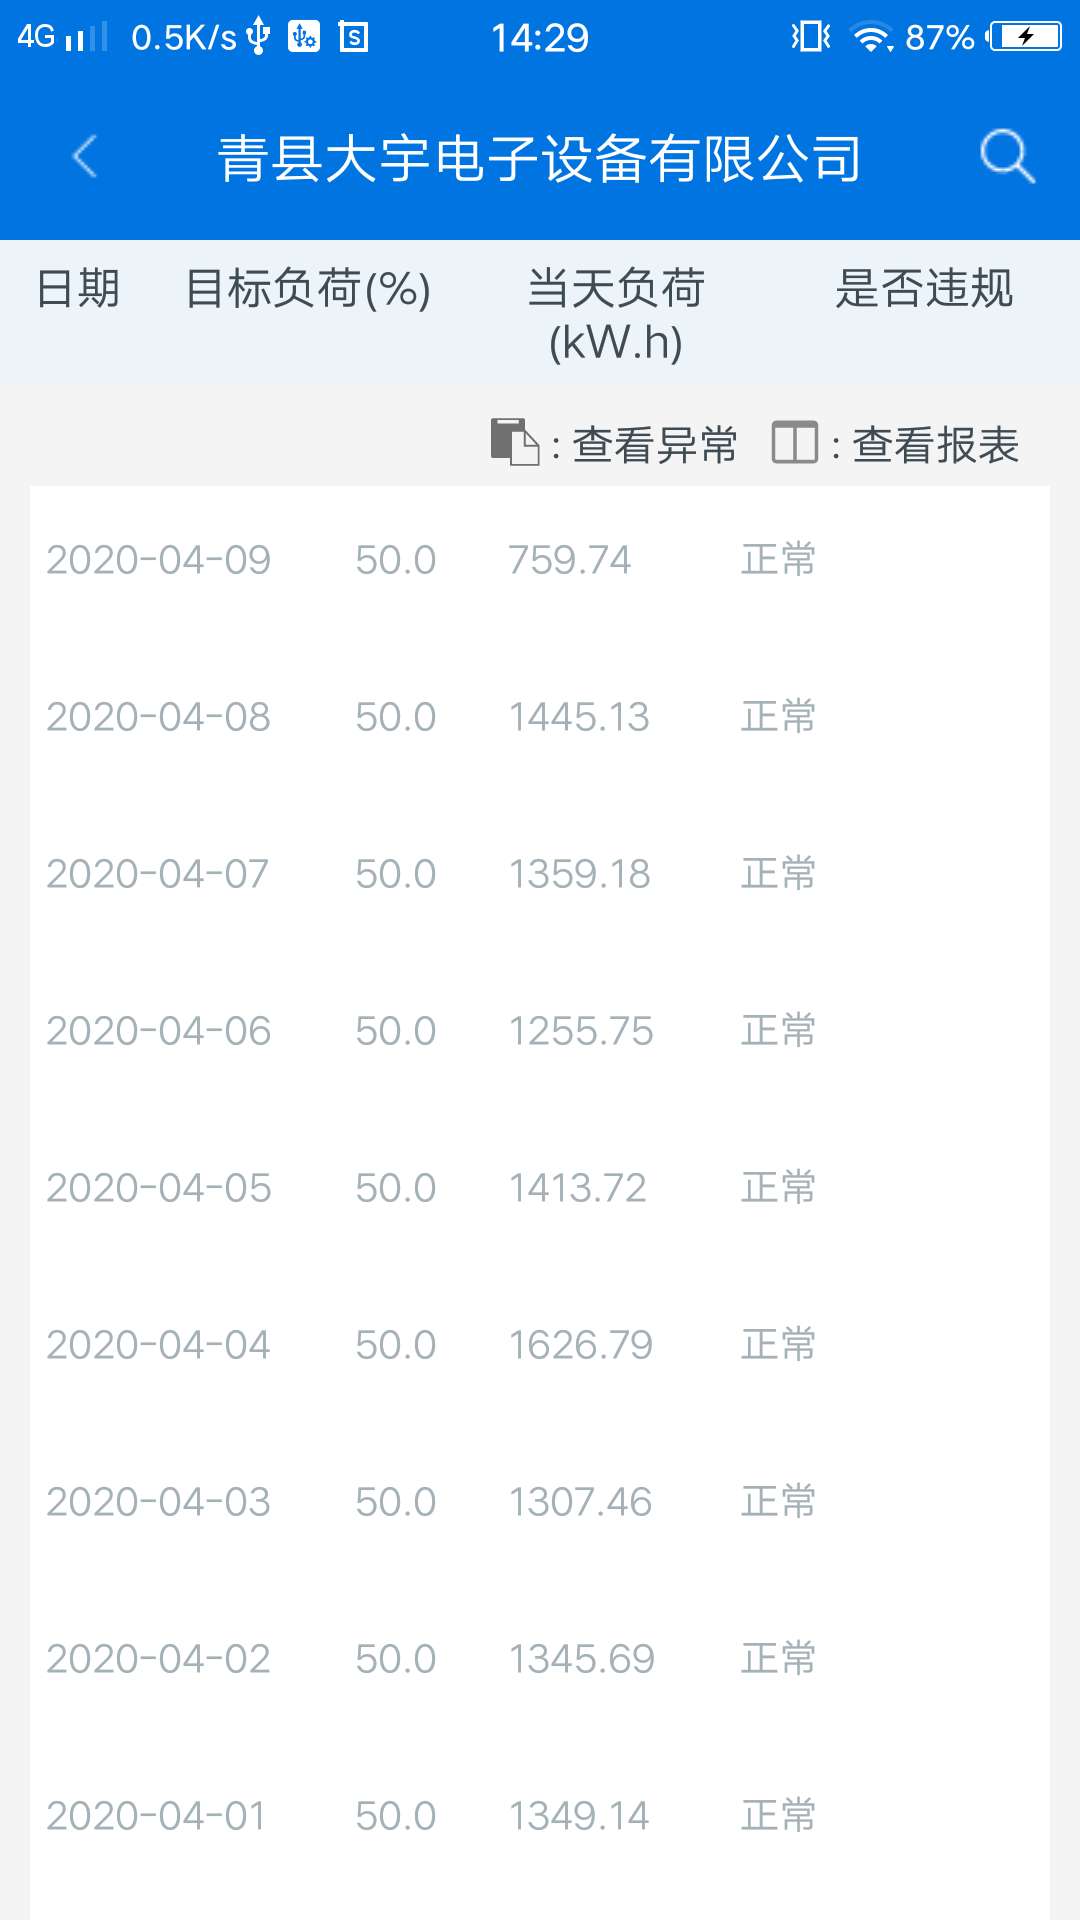 4G 0.5K/s S 14:29 87%
青县大宇电子设备有限公司
日期 目标负荷(%) 当天负荷 是否违规
(kW.h)
: 查看异常 : 查看报表
2020-04-09 50.0 759.74 正常
2020-04-08 50.0 1445.13 正常
2020-04-07 50.0 1359.18 正常
2020-04-06 50.0 1255.75 正常
2020-04-05 50.0 1413.72 正常
2020-04-04 50.0 1626.79 正常
2020-04-03 50.0 1307.46 正常
2020-04-02 50.0 1345.69 正常
2020-04-01 50.0 1349.14 正常